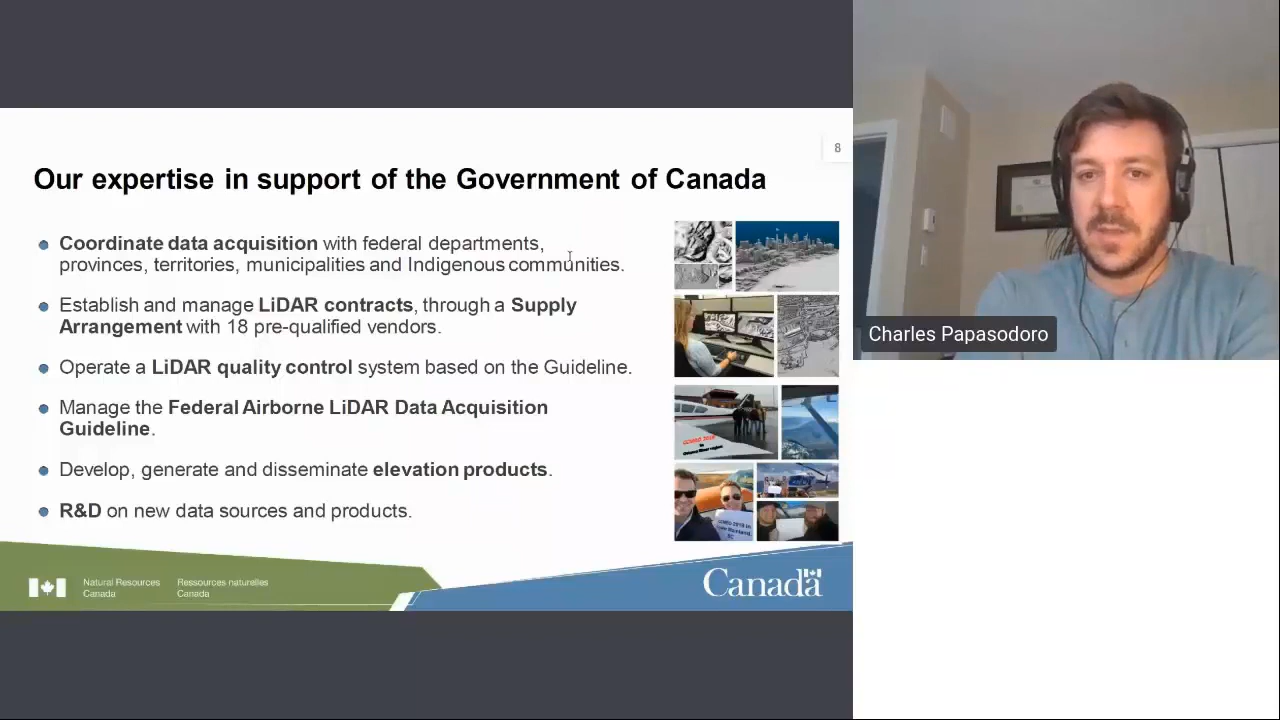 8
Our expertise in support of the Government of Canada
Coordinate data acquisition with federal departments,
provinces, territories, municipalities and Indigenous communities.
Establish and manage LiDAR contracts, through a Supply
Arrangement with 18 pre-qualified vendors.
Operate a LiDAR quality control system based on the Guideline.
Manage the Federal Airborne LiDAR Data Acquisition
Guideline.
Develop, generate and disseminate elevation products.
R&D on new data sources and products.
Natural Resources
Canada
Ressources naturelles
Canada
Canada
Charles Papasodoro